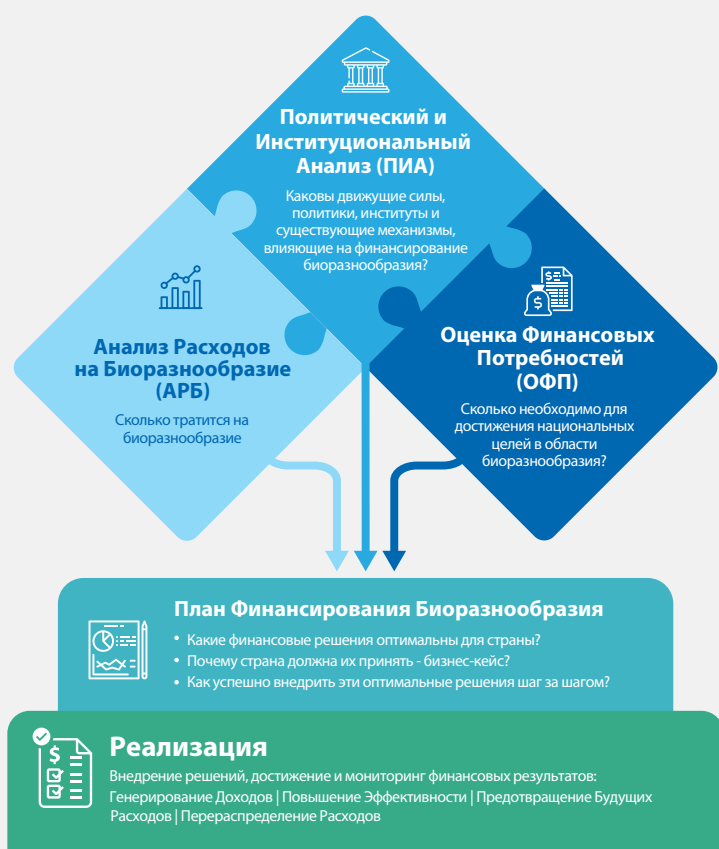 Политический и
Институциональный
Анализ (ПИА)
Каковы движущие силы,
политики, институты и
существующие механизмы,
влияющие на финансирование
биоразнообразия?
Анализ Расходов
на Биоразнообразие
(АРБ)
Сколько тратится на
биоразнообразие
$
$
Оценка Финансовых
Потребностей
(ОФП)
Сколько необходимо для
достижения национальных
целей в области
биоразнообразия?
План Финансирования Биоразнообразия
• Какие финансовые решения оптимальны для страны?
• Почему страна должна их принять - бизнес-кейс?
• Как успешно внедрить эти оптимальные решения шаг за шагом?
$
Реализация
Внедрение решений, достижение и мониторинг финансовых результатов:
Генерирование Доходов | Повышение Эффективности | Предотвращение Будущих
Расходов | Перераспределение Расходов